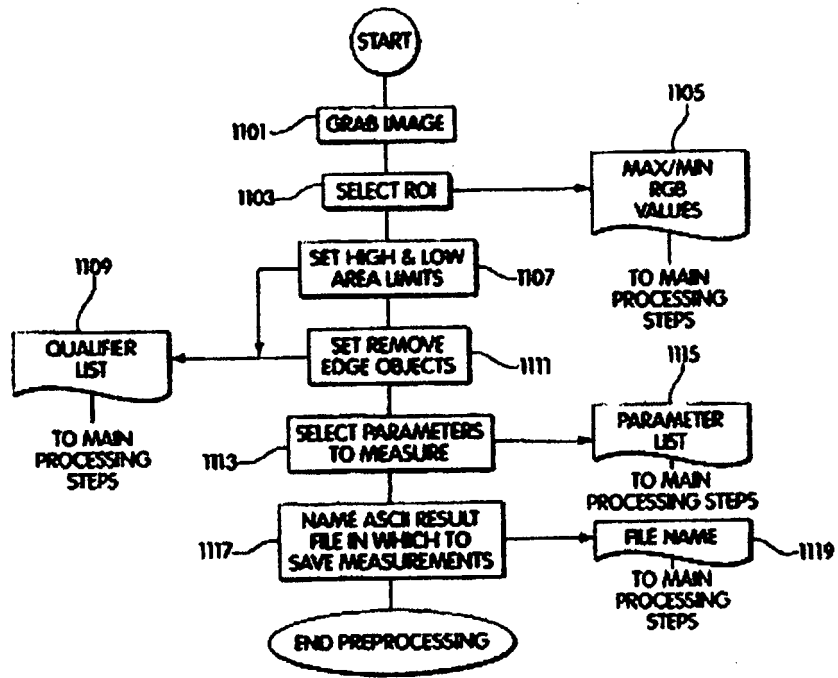 START
1101
GRAB IMAGE
1105
MAX/MIN
RGB
VALUES
1103
SELECT ROI
TO MAIN
PROCESSING
STEPS
1109
SET HIGH & LOW
AREA LIMITS
1107
QUALIFIER
LIST
TO MAIN
PROCESSING
STEPS
SET REMOVE
EDGE OBJECTS
1111
1115
PARAMETER
LIST
TO MAIN
PROCESSING STEPS
1113
SELECT PARAMETERS
TO MEASURE
1117
NAME ASCII RESULT
FILE IN WHICH TO
SAVE MEASUREMENTS
FILE NAME
1119
TO MAIN
PROCESSING
STEPS
END PREPROCESSING